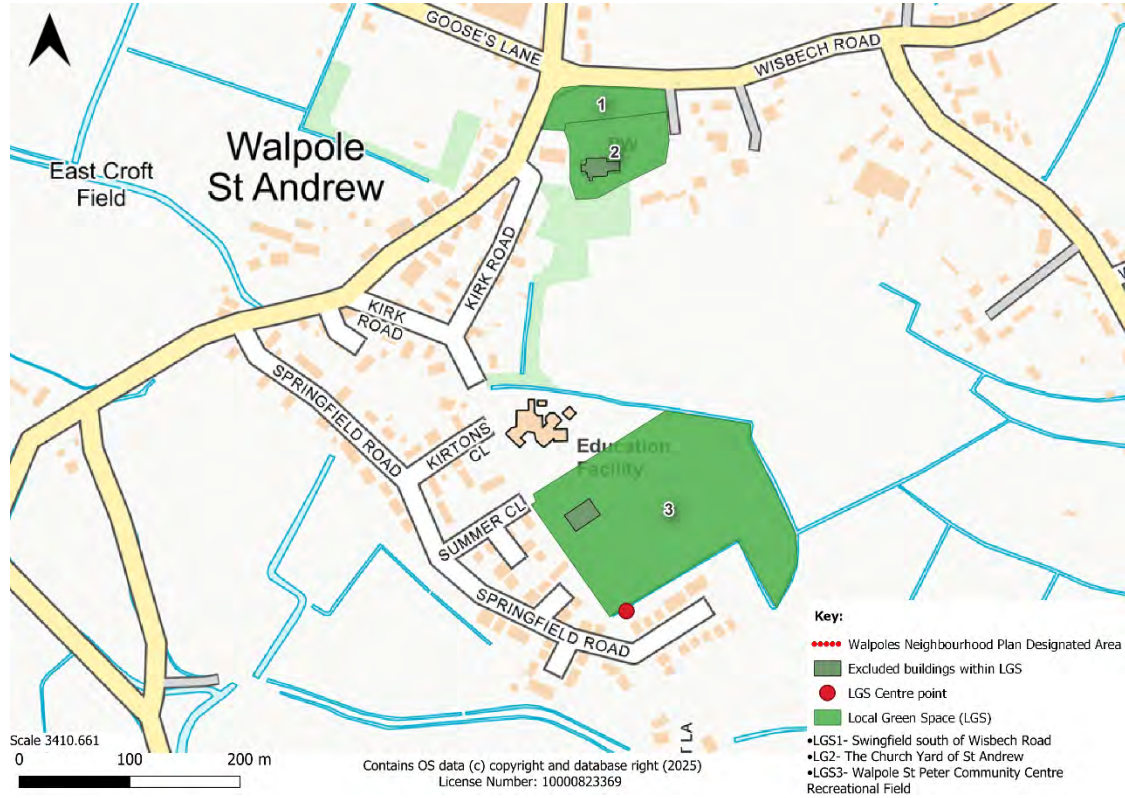 GOOSE'S LANE
WISBECH ROAD
1
PW
2
Walpole
St Andrew
East Croft
Field
KIRK ROAD
KIRK
ROAD
SPRINGFIELD ROAD
KIRTONS
CL
Education
Facility
3
SUMMER CL
SPRINGFIELD ROAD
W
T LA
Key:
Walpoles Neighbourhood Plan Designated Area
Excluded buildings within LGS
LGS Centre point
Local Green Space (LGS)
•LGS1- Swingfield south of Wisbech Road
•LG2- The Church Yard of St Andrew
•LGS3- Walpole St Peter Community Centre
Recreational Field
Scale 3410.661
0 100 200 m
Contains OS data (c) copyright and database right (2025)
License Number: 10000823369